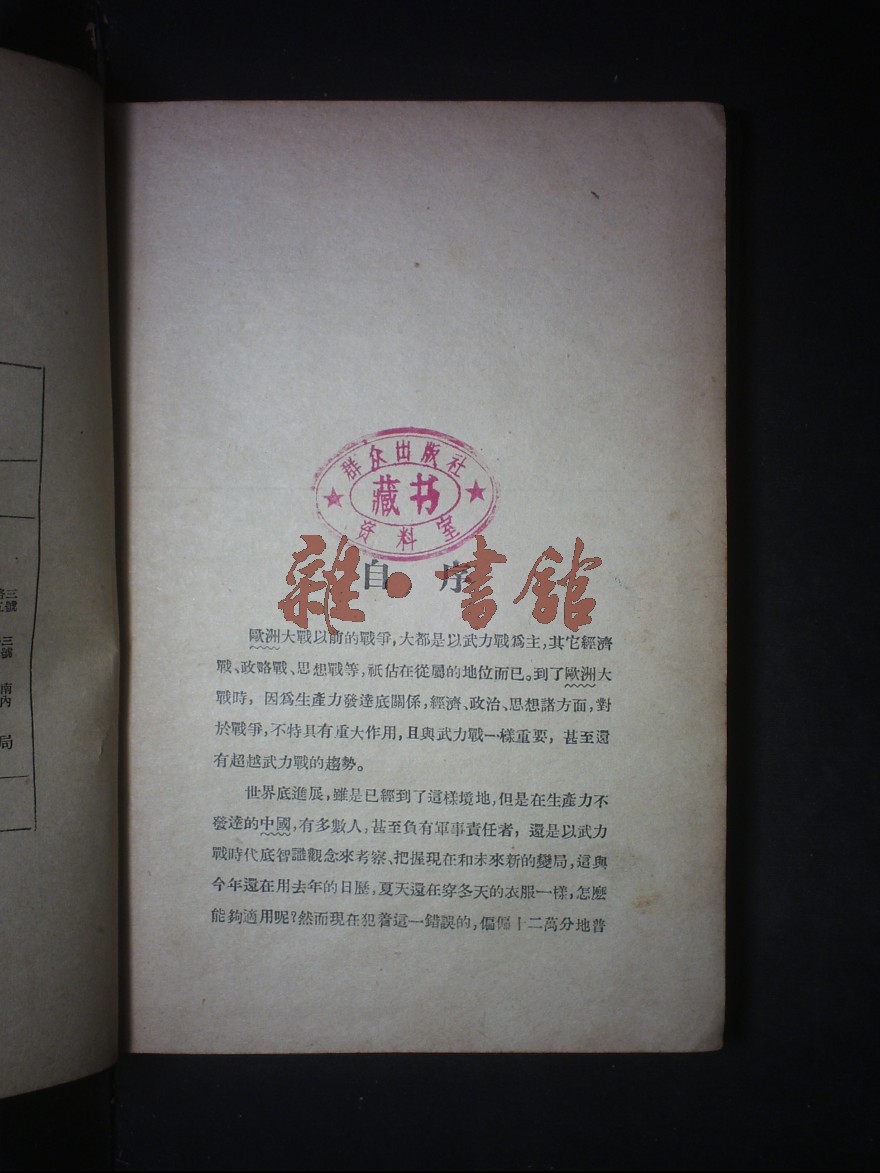 群众出版社
藏书
资料室
自序
雜·書館
歐洲大戰以前的戰爭,大都是以武力戰爲主,其它經濟
戰、政略戰、思想戰等,祇佔在從屬的地位而已。到了歐洲大
戰時,因爲生產力發達底關係,經濟、政治、思想諸方面,對
於戰爭,不特具有重大作用,且與武力戰一樣重要,甚至還
有超越武力戰的趨勢。
世界底進展,雖是已經到了這樣境地,但是在生產力不
發達的中國,有多數人,甚至負有軍事責任者,還是以武力
戰時代底智識觀念來考察、把握現在和未來新的變局,這與
今年還在用去年的日歷,夏天還在穿冬天的衣服一樣,怎麽
能夠適用呢?然而現在犯着這一錯誤的,偏偏十二萬分地普
三
號
三
號
南
內
局